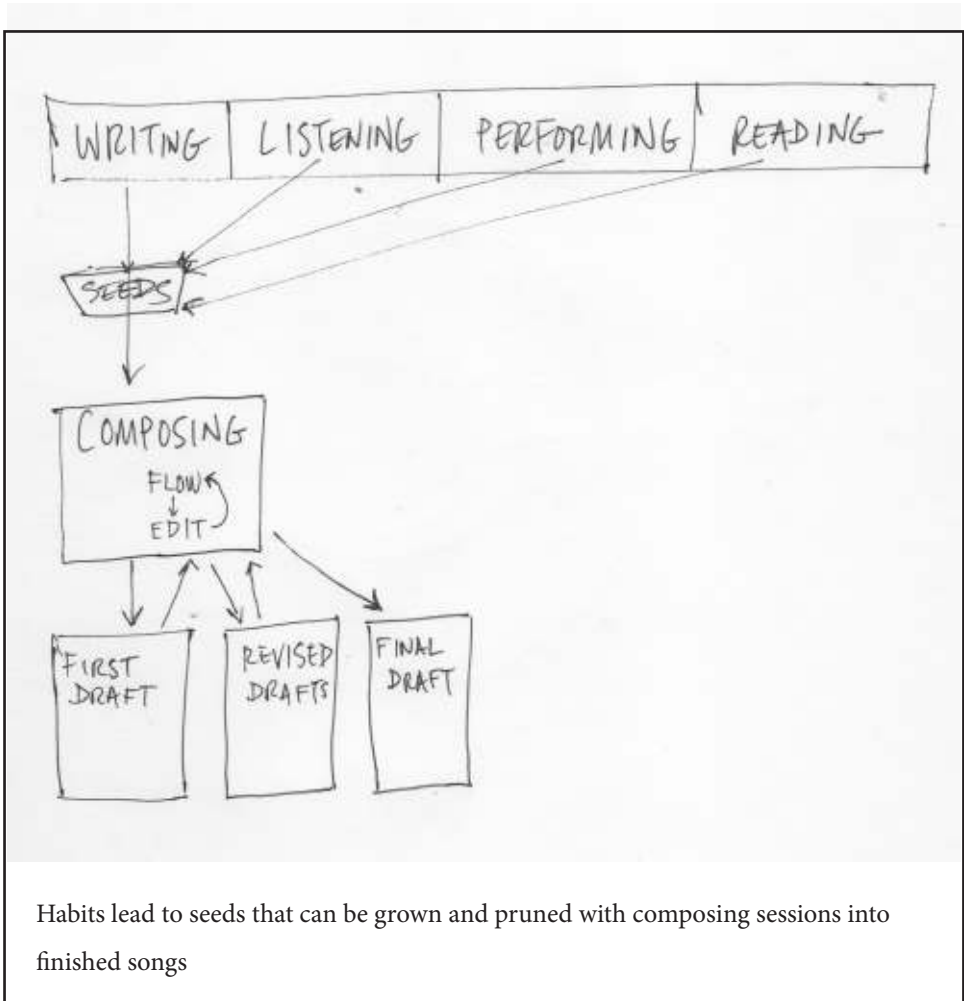 WRITING LISTENING PERFORMING READING
SEEDS
COMPOSING
FLOW
EDIT
FIRST
DRAFT
REVISED
DRAFTS
FINAL
DRAFT
Habits lead to seeds that can be grown and pruned with composing sessions into
finished songs